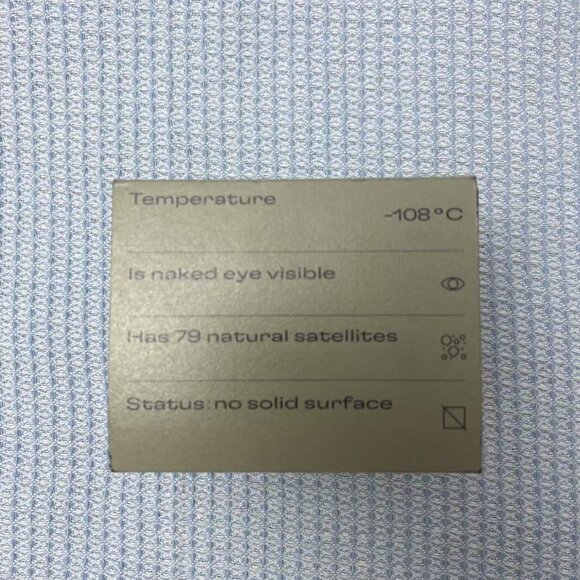 Temperature
-108°C
Is naked eye visible
Has 79 natural satellites
Status: no solid surface